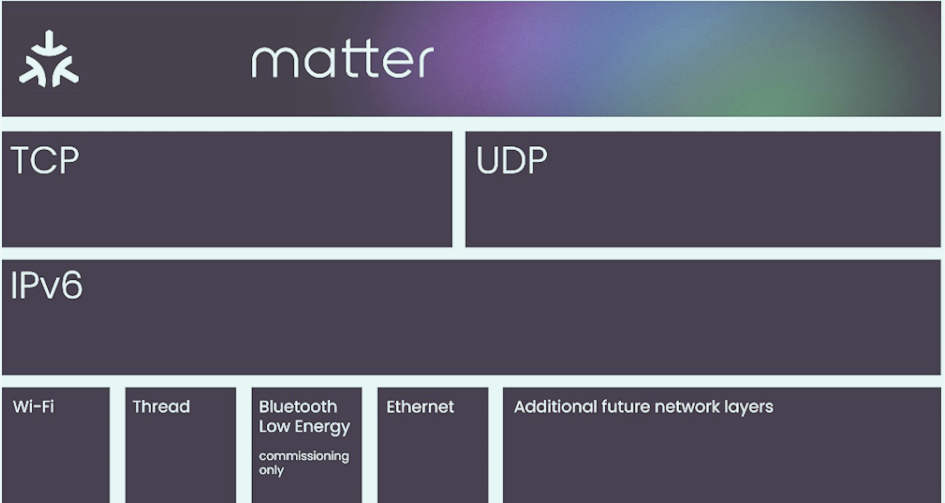 matter
TCP
UDP
IPv6
Wi-Fi
Thread
Bluetooth
Low Energy
commissioning
only
Ethernet
Additional future network layers